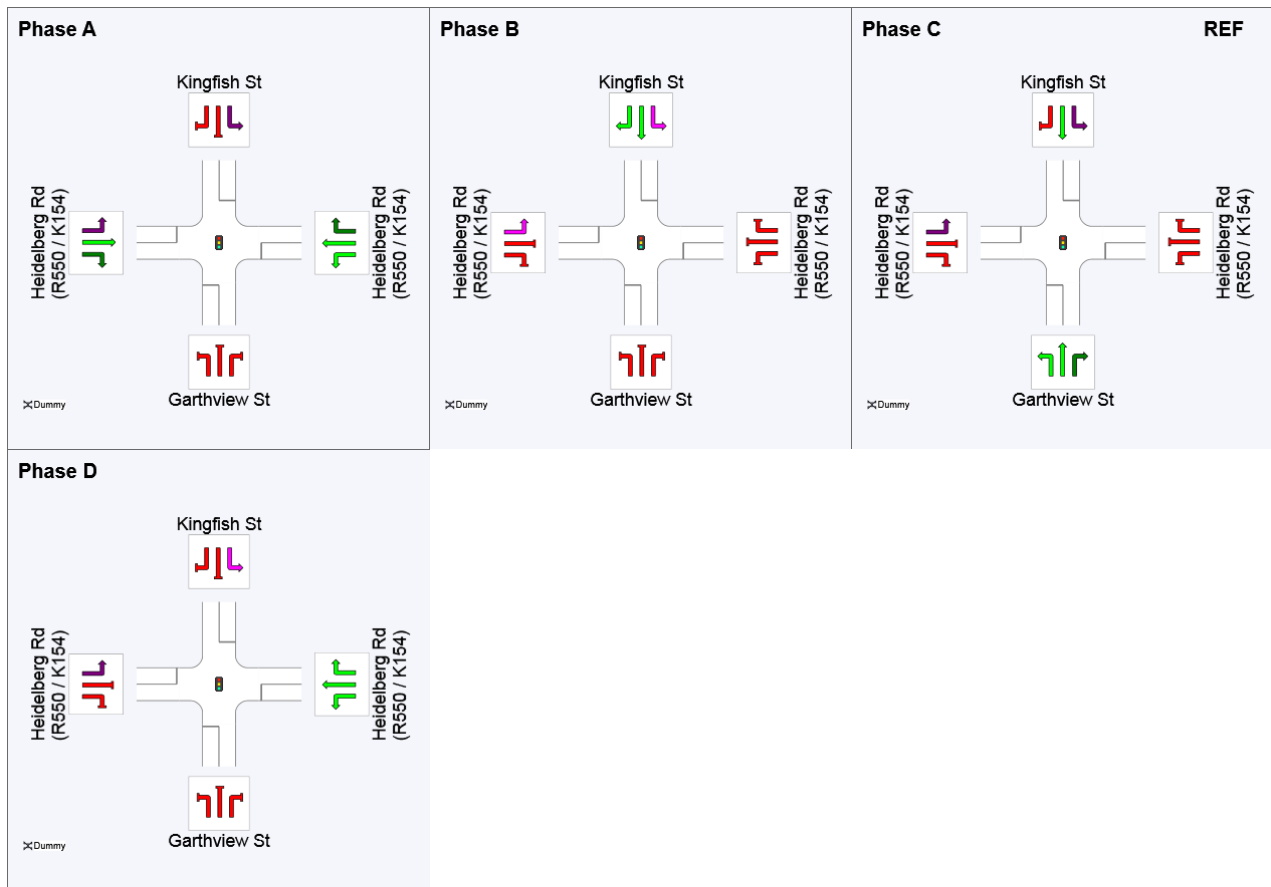 Phase A
Kingfish St
Heidelberg Rd
(R550 / K154)
Heidelberg Rd
(R550 / K154)
Garthview St
Dummy
Phase B
Kingfish St
Heidelberg Rd
(R550 / K154)
Heidelberg Rd
(R550 / K154)
Garthview St
Dummy
Phase C
REF
Kingfish St
Heidelberg Rd
(R550 / K154)
Heidelberg Rd
(R550 / K154)
Garthview St
Dummy
Phase D
Kingfish St
Heidelberg Rd
(R550 / K154)
Heidelberg Rd
(R550 / K154)
Garthview St
Dummy